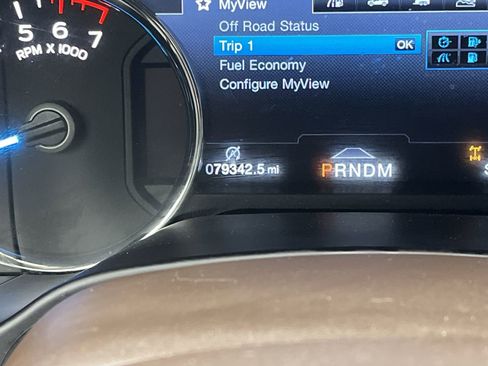 MyView
Off Road Status
Trip 1 OK
Fuel Economy
Configure MyView
5 6 7
RPM X 1000
079342.5 mi
PRNDM